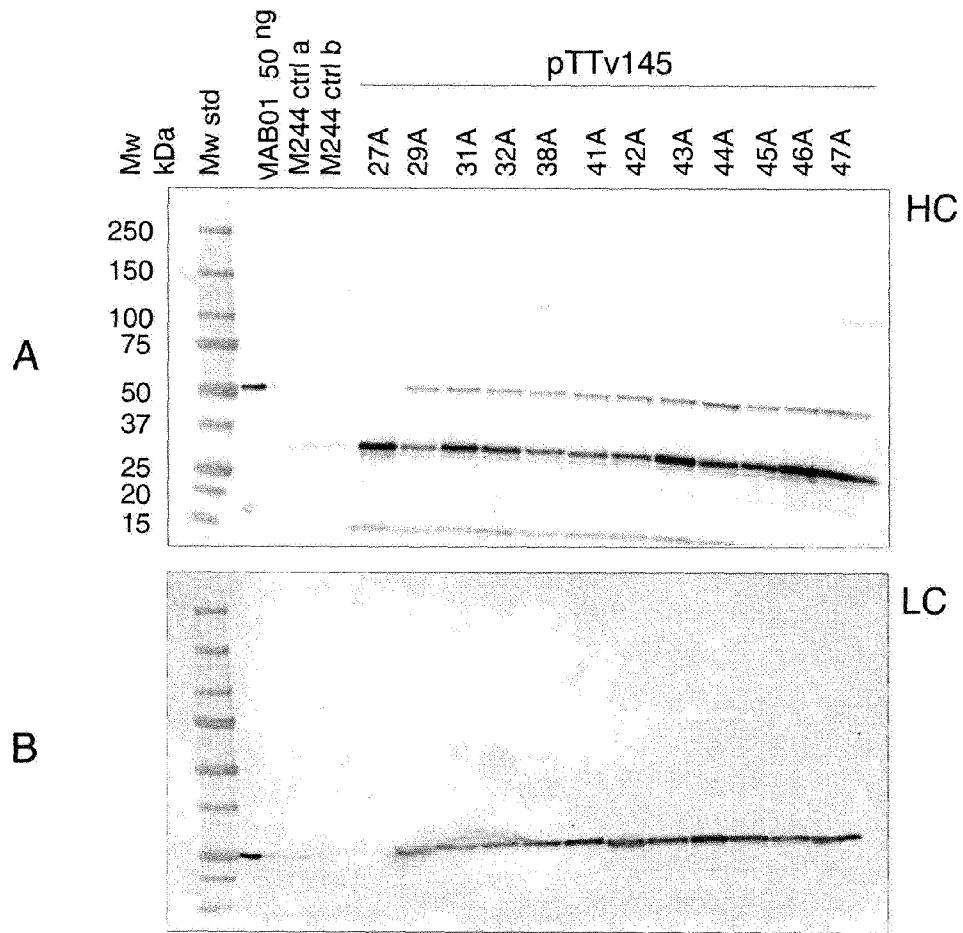 pTTv145
Mw
kDa
Mw std
MAB01 50 ng
M244 ctrl a
M244 ctrl b
27A
29A
31A
32A
38A
41A
42A
43A
44A
45A
46A
47A
HC
250
150
100
75
50
37
25
20
15
A
LC
B